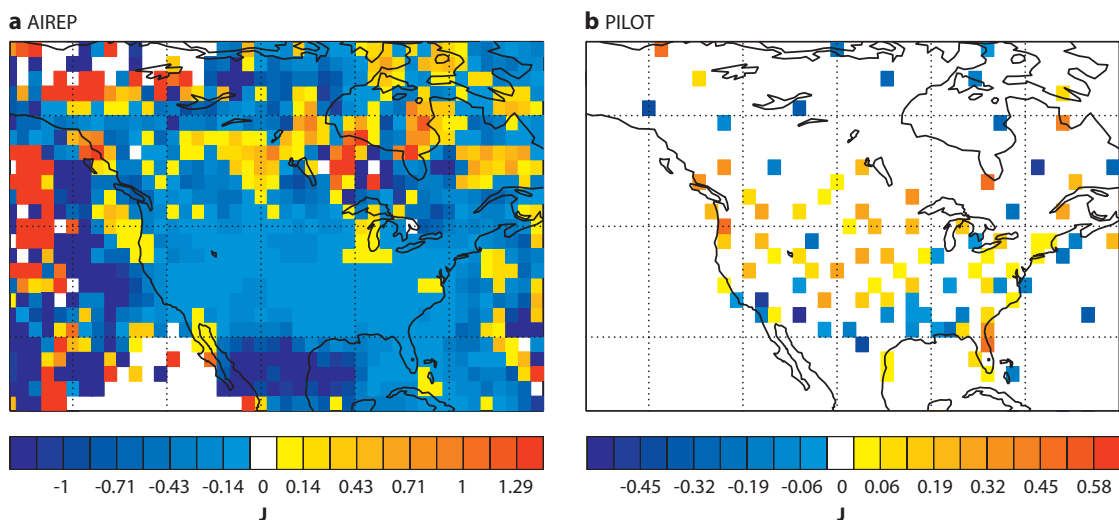 a AIREP
b PILOT
-1 -0.71 -0.43 -0.14 0 0.14 0.43 0.71 1 1.29
J
-0.45 -0.32 -0.19 -0.06 0 0.06 0.19 0.32 0.45 0.58
J